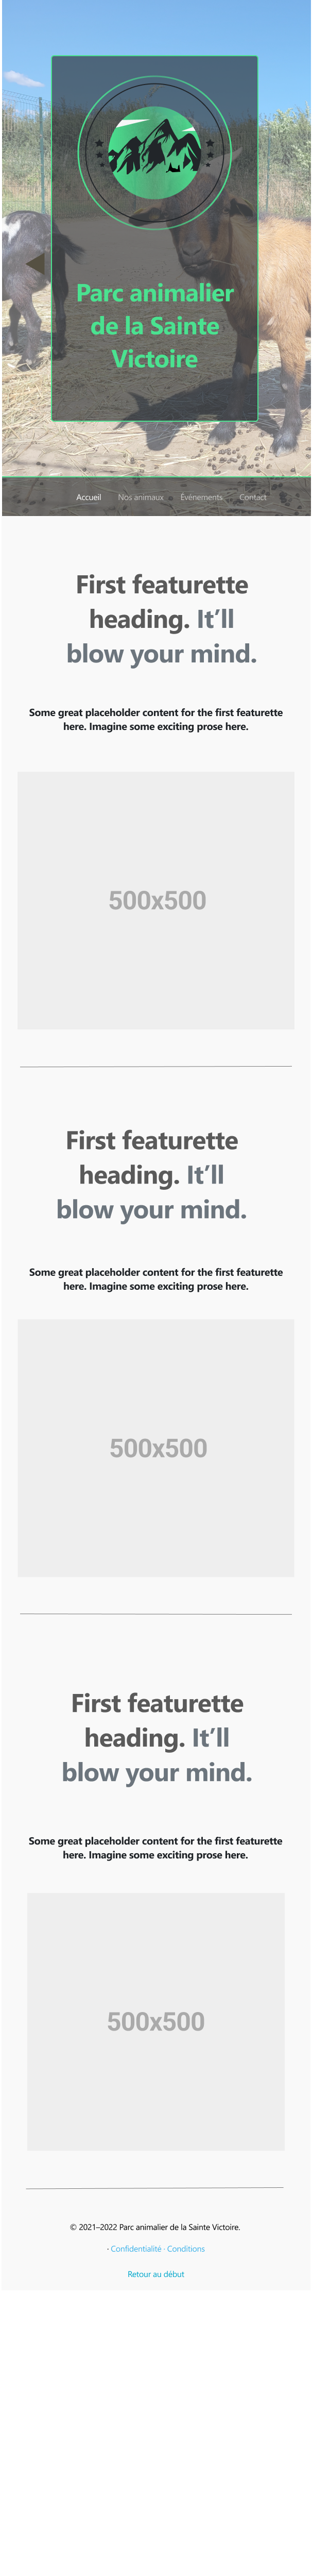 Parc animalier
de la Sainte
Victoire
Accueil Nos animaux Évènements Contact
First featurette
heading. It'll
blow your mind.
Some great placeholder content for the first featurette
here. Imagine some exciting prose here.
500x500
First featurette
heading. It'll
blow your mind.
Some great placeholder content for the first featurette
here. Imagine some exciting prose here.
500x500
First featurette
heading. It'll
blow your mind.
Some great placeholder content for the first featurette
here. Imagine some exciting prose here.
500x500
© 2021–2022 Parc animalier de la Sainte Victoire.
· Confidentialité · Conditions
Retour au début